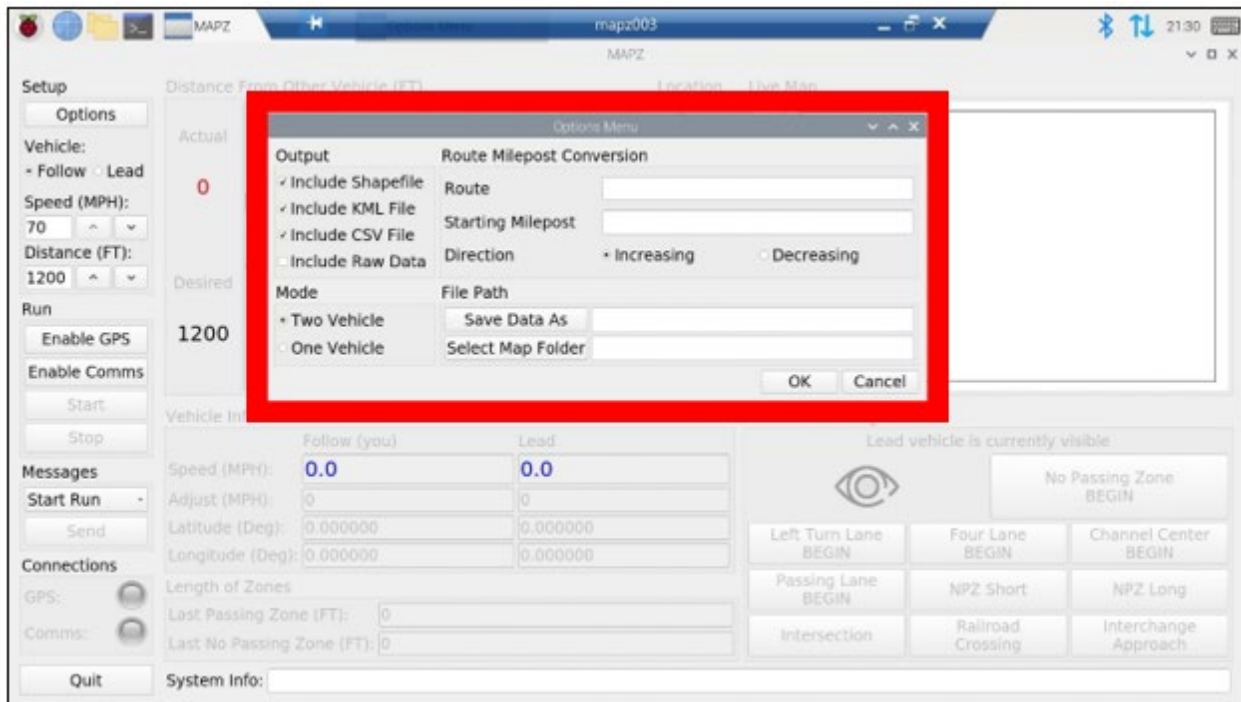 MAPZ
Options Menu
mapz003
21:30
MAPZ
Setup
Options
Vehicle:
Follow Lead
Speed (MPH):
70
Distance (FT):
1200
Run
Enable GPS
Enable Comms
Start
Stop
Messages
Start Run
Send
Connections
GPS:
Comms:
Quit
Distance From Other Vehicle (FT)
Location Live Map
Actual
0
Desired
1200
Options Menu
Output
Include Shapefile
Include KML File
Include CSV File
Include Raw Data
Route Milepost Conversion
Route
Starting Milepost
Direction Increasing Decreasing
Mode
Two Vehicle
One Vehicle
File Path
Save Data As
Select Map Folder
OK Cancel
Follow (you) Lead
Speed (MPH): 0.0 0.0
Adjust (MPH): 0 0
Latitude (Deg): 0.000000 0.000000
Longitude (Deg): 0.000000 0.000000
Length of Zones
Last Passing Zone (FT): 0
Last No Passing Zone (FT): 0
Lead vehicle is currently visible
No Passing Zone
BEGIN
Left Turn Lane
BEGIN
Four Lane
BEGIN
Channel Center
BEGIN
Passing Lane
BEGIN
NPZ Short
NPZ Long
Intersection
Railroad
Crossing
Interchange
Approach
System Info: